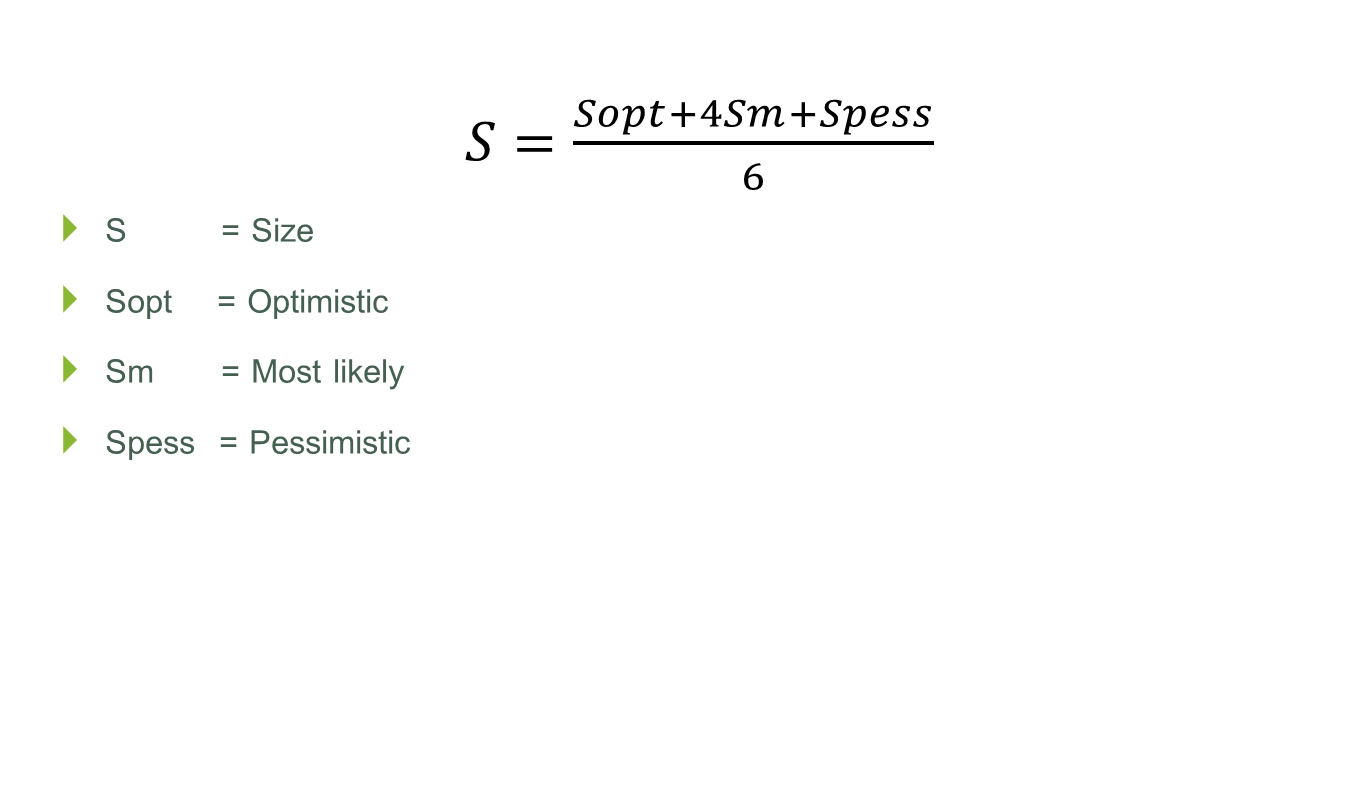 S = (Sopt+4Sm+Spess)/6
S = Size
Sopt = Optimistic
Sm = Most likely
Spess = Pessimistic